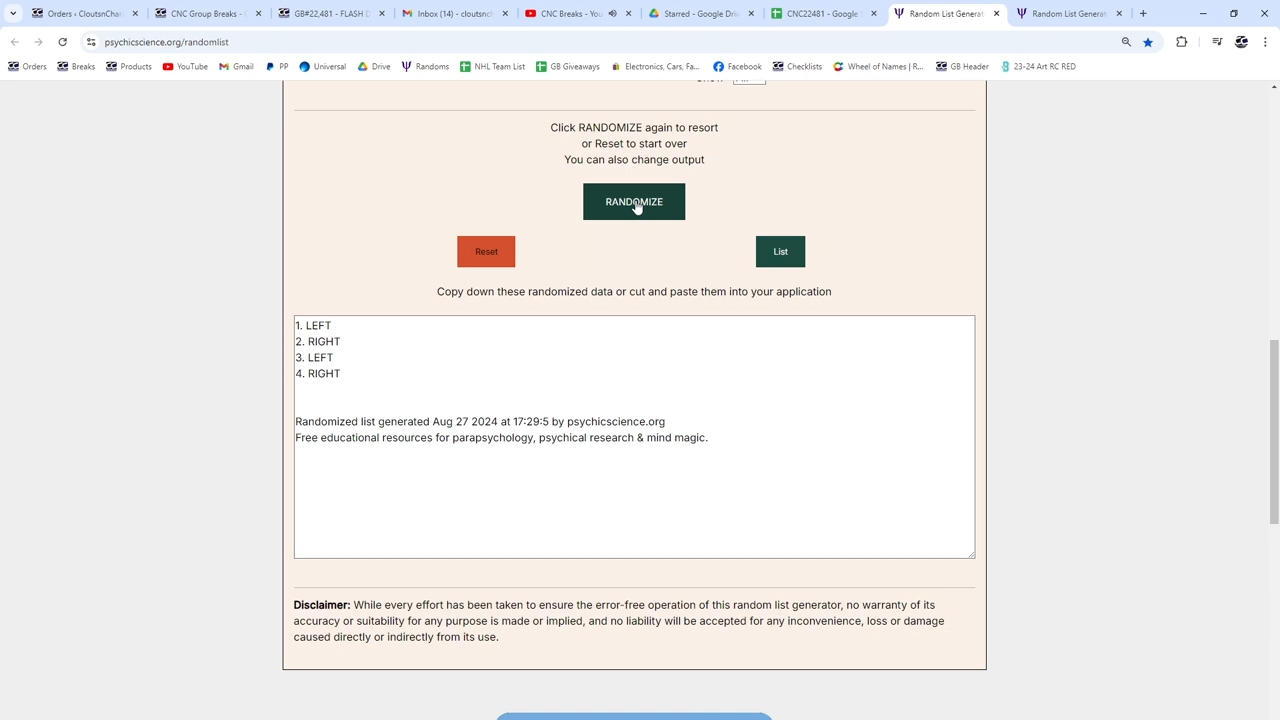 Orders ‹ CloutsnChar
CNC Group Breaks - C
GB#22,481 - FLASH D
Inbox (14) - cloutsnch
CNC Breaks - You
Starred - Google Driv
CNC22481 - Google S
Random List Generat
Random List Generat
psychicscience.org/randomlist
Orders
Breaks
Products
YouTube
Gmail
PP
Universal
Drive
Randoms
NHL Team List
GB Giveaways
Electronics, Cars, Fa...
Facebook
Checklists
Wheel of Names | R...
GB Header
23-24 Art RC RED
Click RANDOMIZE again to resort
or Reset to start over
You can also change output
RANDOMIZE
Reset
List
Copy down these randomized data or cut and paste them into your application
1. LEFT
2. RIGHT
3. LEFT
4. RIGHT
Randomized list generated Aug 27 2024 at 17:29:5 by psychicscience.org
Free educational resources for parapsychology, psychical research & mind magic.
Disclaimer: While every effort has been taken to ensure the error-free operation of this random list generator, no warranty of its
accuracy or suitability for any purpose is made or implied, and no liability will be accepted for any inconvenience, loss or damage
caused directly or indirectly from its use.